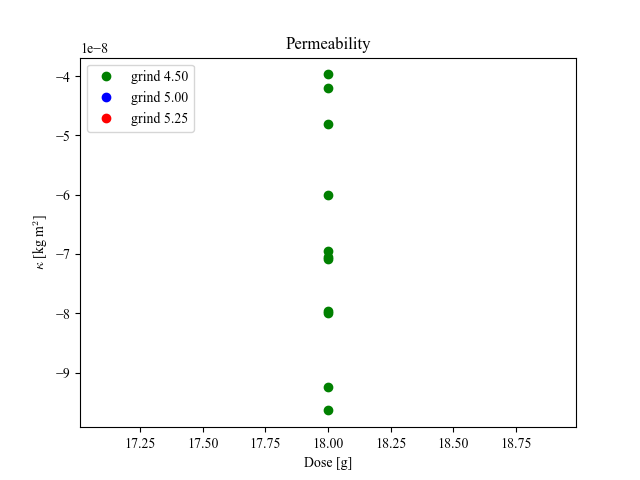 Permeability
1e−8
−4
−5
−6
−7
−8
−9
κ [kg m²]
grind 4.50
grind 5.00
grind 5.25
17.25 17.50 17.75 18.00 18.25 18.50 18.75
Dose [g]